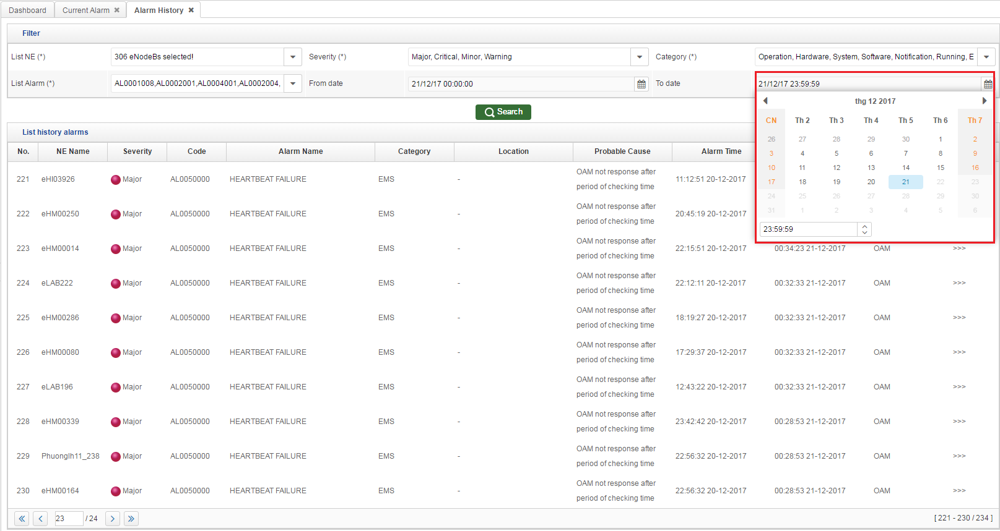 Dashboard Current Alarm ✖ Alarm History ✖
Filter
List NE (*) 306 eNodeBs selected! Severity (*) Major, Critical, Minor, Warning Category (*) Operation, Hardware, System, Software, Notification, Running, E
List Alarm (*) AL0001008,AL0002001,AL0004001,AL0002004, From date 21/12/17 00:00:00 To date 21/12/17 23:59:59
Search
thg 12 2017
CN Th 2 Th 3 Th 4 Th 5 Th 6 Th 7
26 27 28 29 30 1 2
3 4 5 6 7 8 9
10 11 12 13 14 15 16
17 18 19 20 21 22 23
24 25 26 27 28 29 30
31 1 2 3 4 5 6
23:59:59
List history alarms
No. NE Name Severity Code Alarm Name Category Location Probable Cause Alarm Time
221 eHI03926 Major AL0050000 HEARTBEAT FAILURE EMS - OAM not response after period of checking time 11:12:51 20-12-2017
222 eHM00250 Major AL0050000 HEARTBEAT FAILURE EMS - OAM not response after period of checking time 20:45:19 20-12-2017
223 eHM00014 Major AL0050000 HEARTBEAT FAILURE EMS - OAM not response after period of checking time 22:15:51 20-12-2017 00:34:23 21-12-2017 OAM >>>
224 eLAB222 Major AL0050000 HEARTBEAT FAILURE EMS - OAM not response after period of checking time 22:12:11 20-12-2017 00:32:33 21-12-2017 OAM >>>
225 eHM00286 Major AL0050000 HEARTBEAT FAILURE EMS - OAM not response after period of checking time 18:19:27 20-12-2017 00:32:33 21-12-2017 OAM >>>
226 eHM00080 Major AL0050000 HEARTBEAT FAILURE EMS - OAM not response after period of checking time 17:29:37 20-12-2017 00:32:33 21-12-2017 OAM >>>
227 eLAB196 Major AL0050000 HEARTBEAT FAILURE EMS - OAM not response after period of checking time 12:43:22 20-12-2017 00:32:33 21-12-2017 OAM >>>
228 eHM00339 Major AL0050000 HEARTBEAT FAILURE EMS - OAM not response after period of checking time 23:42:42 20-12-2017 00:28:53 21-12-2017 OAM >>>
229 Phuonglh11_238 Major AL0050000 HEARTBEAT FAILURE EMS - OAM not response after period of checking time 22:56:32 20-12-2017 00:28:53 21-12-2017 OAM >>>
230 eHM00164 Major AL0050000 HEARTBEAT FAILURE EMS - OAM not response after period of checking time 22:56:32 20-12-2017 00:28:53 21-12-2017 OAM >>>
23 / 24 [ 221 - 230 / 234 ]